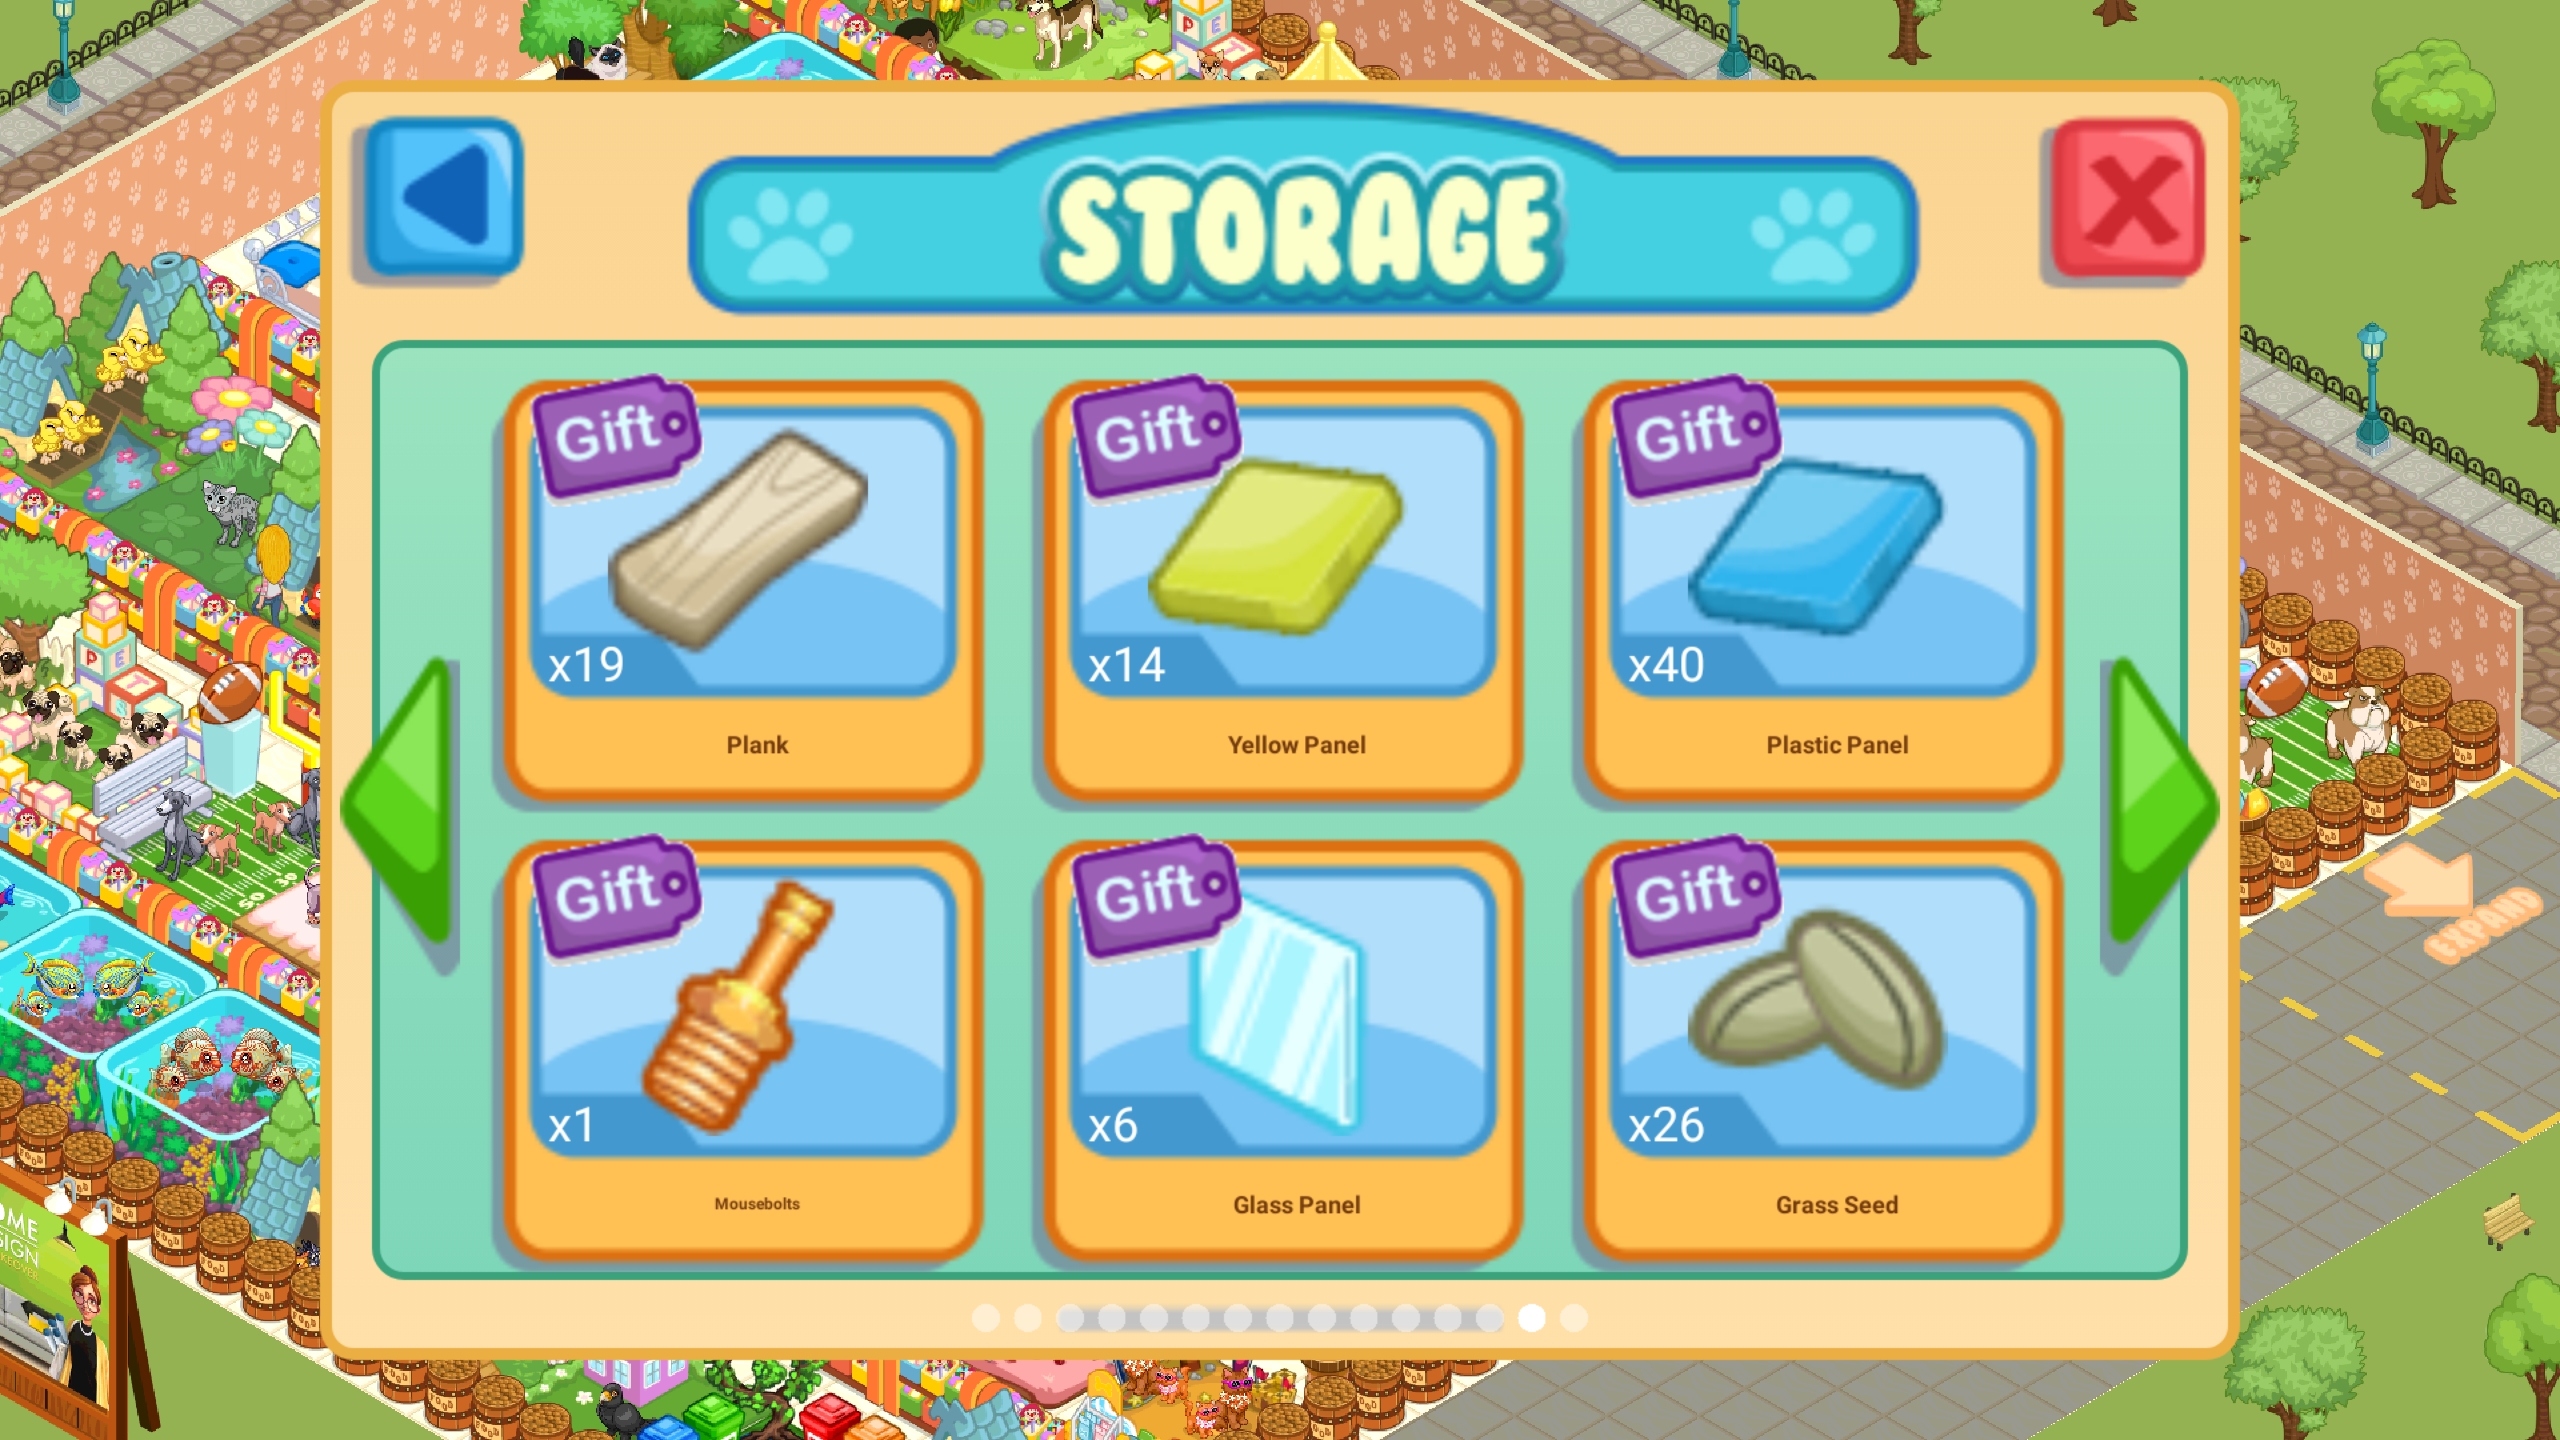 STORAGE
Gift
Gift
Gift
x19
x14
x40
Plank
Yellow Panel
Plastic Panel
Gift
Gift
Gift
x1
x6
x26
Mousebolts
Glass Panel
Grass Seed
EXPAND